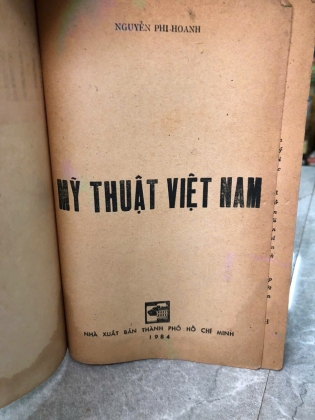 NGUYỄN PHI-HOANH
MỸ THUẬT VIỆT NAM
NHÀ XUẤT BẢN THÀNH PHỐ HỒ CHÍ MINH
1984